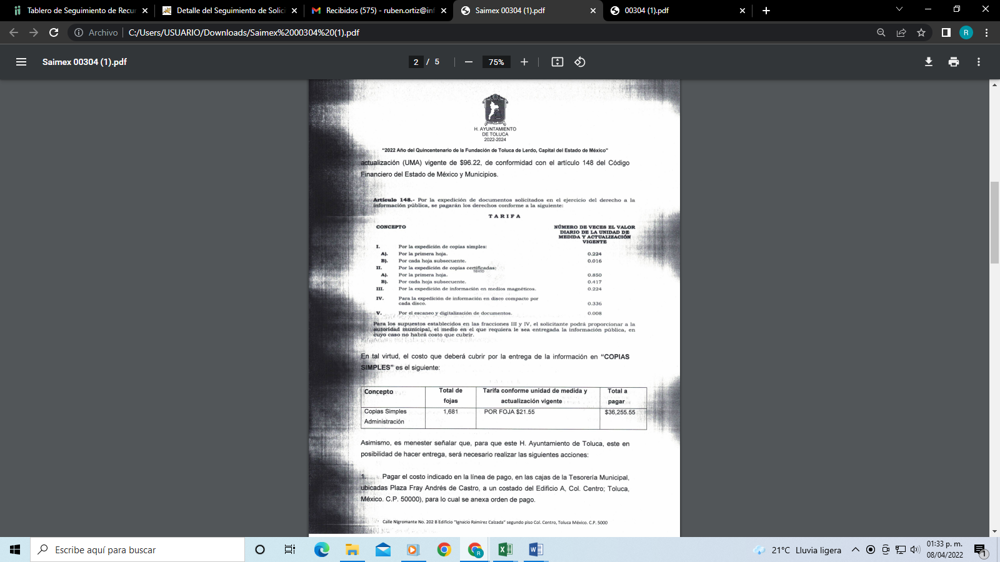 Tablero de Seguimiento de Recur
Detalle del Seguimiento de Solici
Recibidos (575) - ruben.ortiz@inf
Saimex 00304 (1).pdf
00304 (1).pdf
Archivo
C:/Users/USUARIO/Downloads/Saimex%2000304%20(1).pdf
R
Saimex 00304 (1).pdf
2 / 5
75%
H. AYUNTAMIENTO
DE TOLUCA
2022-2024
“2022 Año del Quincentenario de la Fundación de Toluca de Lerdo, Capital del Estado de México”
actualización (UMA) vigente de $96.22, de conformidad con el artículo 148 del Código
Financiero del Estado de México y Municipios.
Artículo 148.- Por la expedición de documentos solicitados en el ejercicio del derecho a la
información pública, se pagarán los derechos conforme a la siguiente:
TARIFA
CONCEPTO
NÚMERO DE VECES EL VALOR
DIARIO DE LA UNIDAD DE
MEDIDA Y ACTUALIZACIÓN
VIGENTE
I. Por la expedición de copias simples:
A). Por la primera hoja. 0.224
B). Por cada hoja subsecuente. 0.016
II. Por la expedición de copias certificadas:
texto
A). Por la primera hoja. 0.850
B). Por cada hoja subsecuente. 0.417
III. Por la expedición de información en medios magnéticos. 0.224
IV. Para la expedición de información en disco compacto por
cada disco. 0.336
V. Por el escaneo y digitalización de documentos. 0.008
Para los supuestos establecidos en las fracciones III y IV, el solicitante podrá proporcionar a la
autoridad municipal, el medio en el que requiera le sea entregada la información pública, en
cuyo caso no habrá costo que cubrir.
En tal virtud, el costo que deberá cubrir por la entrega de la información en “COPIAS
SIMPLES” es el siguiente:
Concepto Total de Tarifa conforme unidad de medida y Total a
fojas actualización vigente pagar
Copias Simples 1,681 POR FOJA $21.55 $36,255.55
Administración
Asimismo, es menester señalar que, para que este H. Ayuntamiento de Toluca, este en
posibilidad de hacer entrega, será necesario realizar las siguientes acciones:
1. Pagar el costo indicado en la línea de pago, en las cajas de la Tesorería Municipal,
ubicadas Plaza Fray Andrés de Castro, a un costado del Edificio A, Col. Centro; Toluca,
México. C.P. 50000), para lo cual se anexa orden de pago.
Calle Nigromante No. 202 B Edificio “Ignacio Ramírez Calzada” segundo piso Col. Centro, Toluca México. C.P. 5000
Escribe aquí para buscar
R
21°C Lluvia ligera
01:33 p. m.
08/04/2022
1